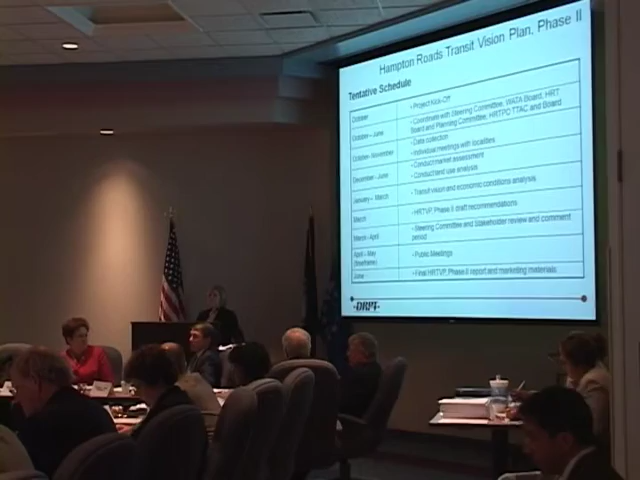 Hampton Roads Transit Vision Plan, Phase II
Tentative Schedule
October
• Project Kick-Off
October – June
• Coordinate with Steering Committee, WATA Board, HRT
Board and Planning Committee, HRTPO TTAC and Board
• Data collection
October- November
• Individual meetings with localities
• Conduct market assessment
December – June
• Conduct land use analysis
January – March
• Transit vision and economic conditions analysis
March
• HRTVP, Phase II draft recommendations
March – April
• Steering Committee and Stakeholder review and comment
period
April – May
(timeframe)
• Public Meetings
June
• Final HRTVP, Phase II report and marketing materials
DRPT